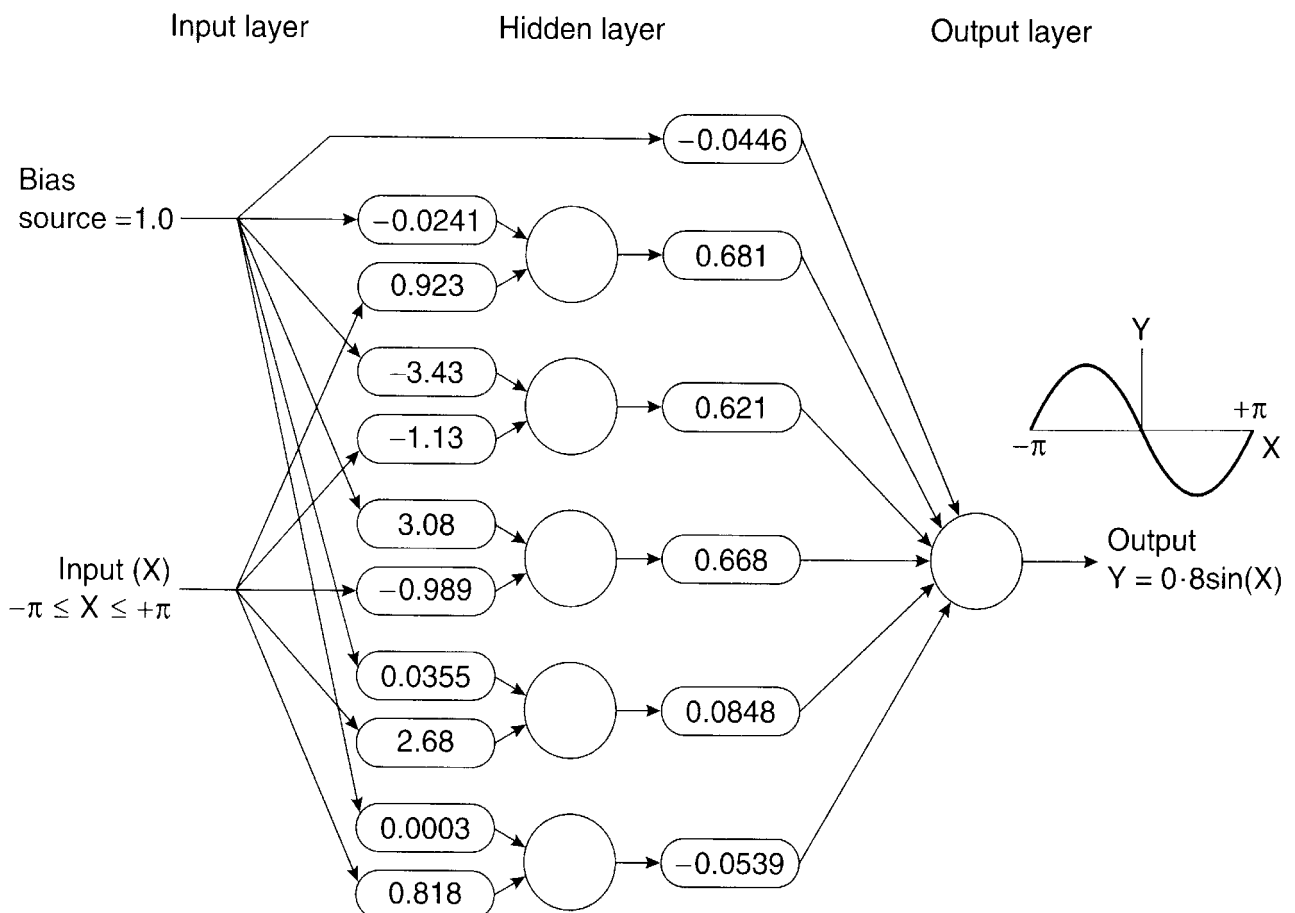 Input layer
Hidden layer
Output layer
−0.0446
Bias
source =1.0
−0.0241
0.681
0.923
−3.43
0.621
−1.13
3.08
0.668
Input (X)
−π ≤ X ≤ +π
−0.989
0.0355
0.0848
2.68
0.0003
−0.0539
0.818
Y
+π
−π
X
Output
Y = 0·8sin(X)